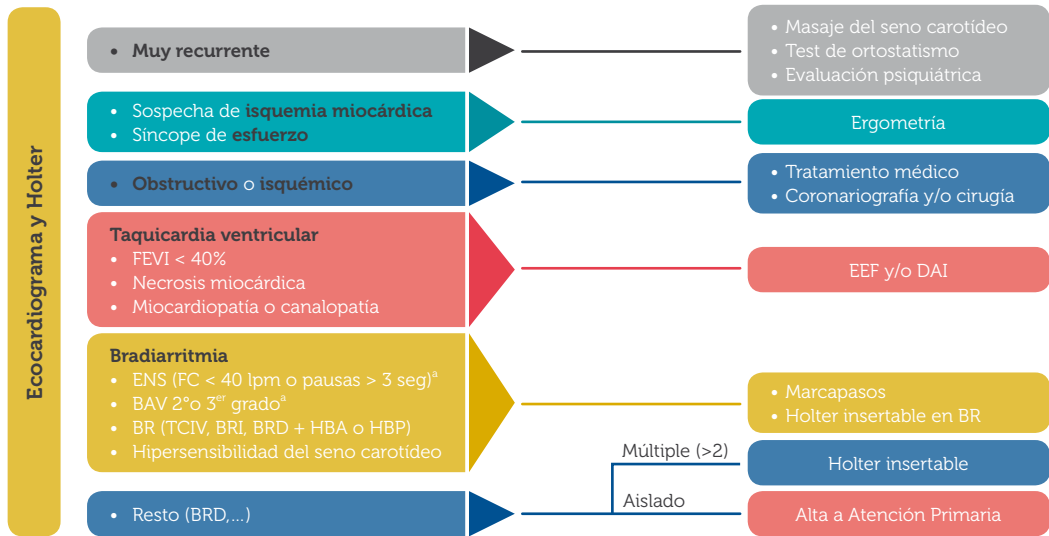 Ecocardiograma y Holter
• Muy recurrente
• Masaje del seno carotídeo
• Test de ortostatismo
• Evaluación psiquiátrica
• Sospecha de isquemia miocárdica
• Síncope de esfuerzo
Ergometría
• Obstructivo o isquémico
• Tratamiento médico
• Coronariografía y/o cirugía
Taquicardia ventricular
• FEVI < 40%
• Necrosis miocárdica
• Miocardiopatía o canalopatía
EEF y/o DAI
Bradiarritmia
• ENS (FC < 40 lpm o pausas > 3 seg)ᵃ
• BAV 2°o 3ᵉʳ gradoᵃ
• BR (TCIV, BRI, BRD + HBA o HBP)
• Hipersensibilidad del seno carotídeo
• Marcapasos
• Holter insertable en BR
• Resto (BRD,...)
Múltiple (>2)
Holter insertable
Aislado
Alta a Atención Primaria